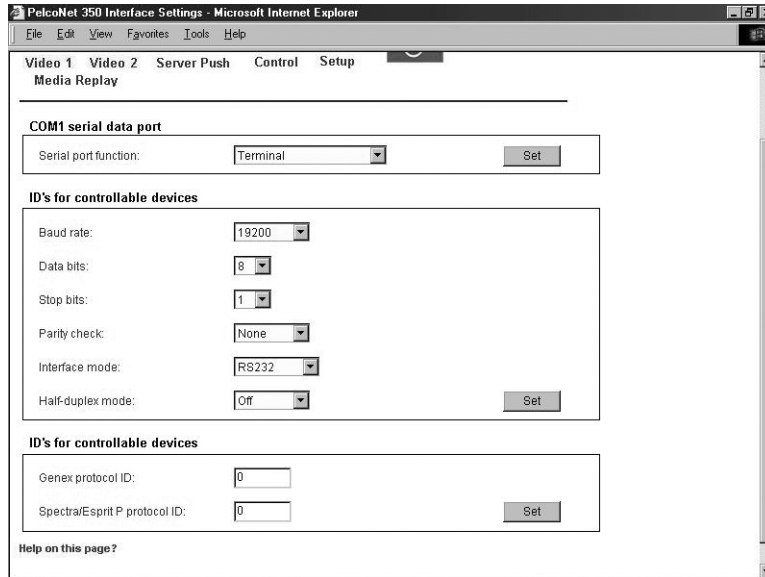 PelcoNet 350 Interface Settings - Microsoft Internet Explorer
File Edit View Favorites Tools Help
Video 1 Video 2 Server Push Control Setup
Media Replay
COM1 serial data port
Serial port function: Terminal Set
ID's for controllable devices
Baud rate: 19200
Data bits: 8
Stop bits: 1
Parity check: None
Interface mode: RS232
Half-duplex mode: Off Set
ID's for controllable devices
Genex protocol ID: 0
Spectra/Esprit P protocol ID: 0 Set
Help on this page?